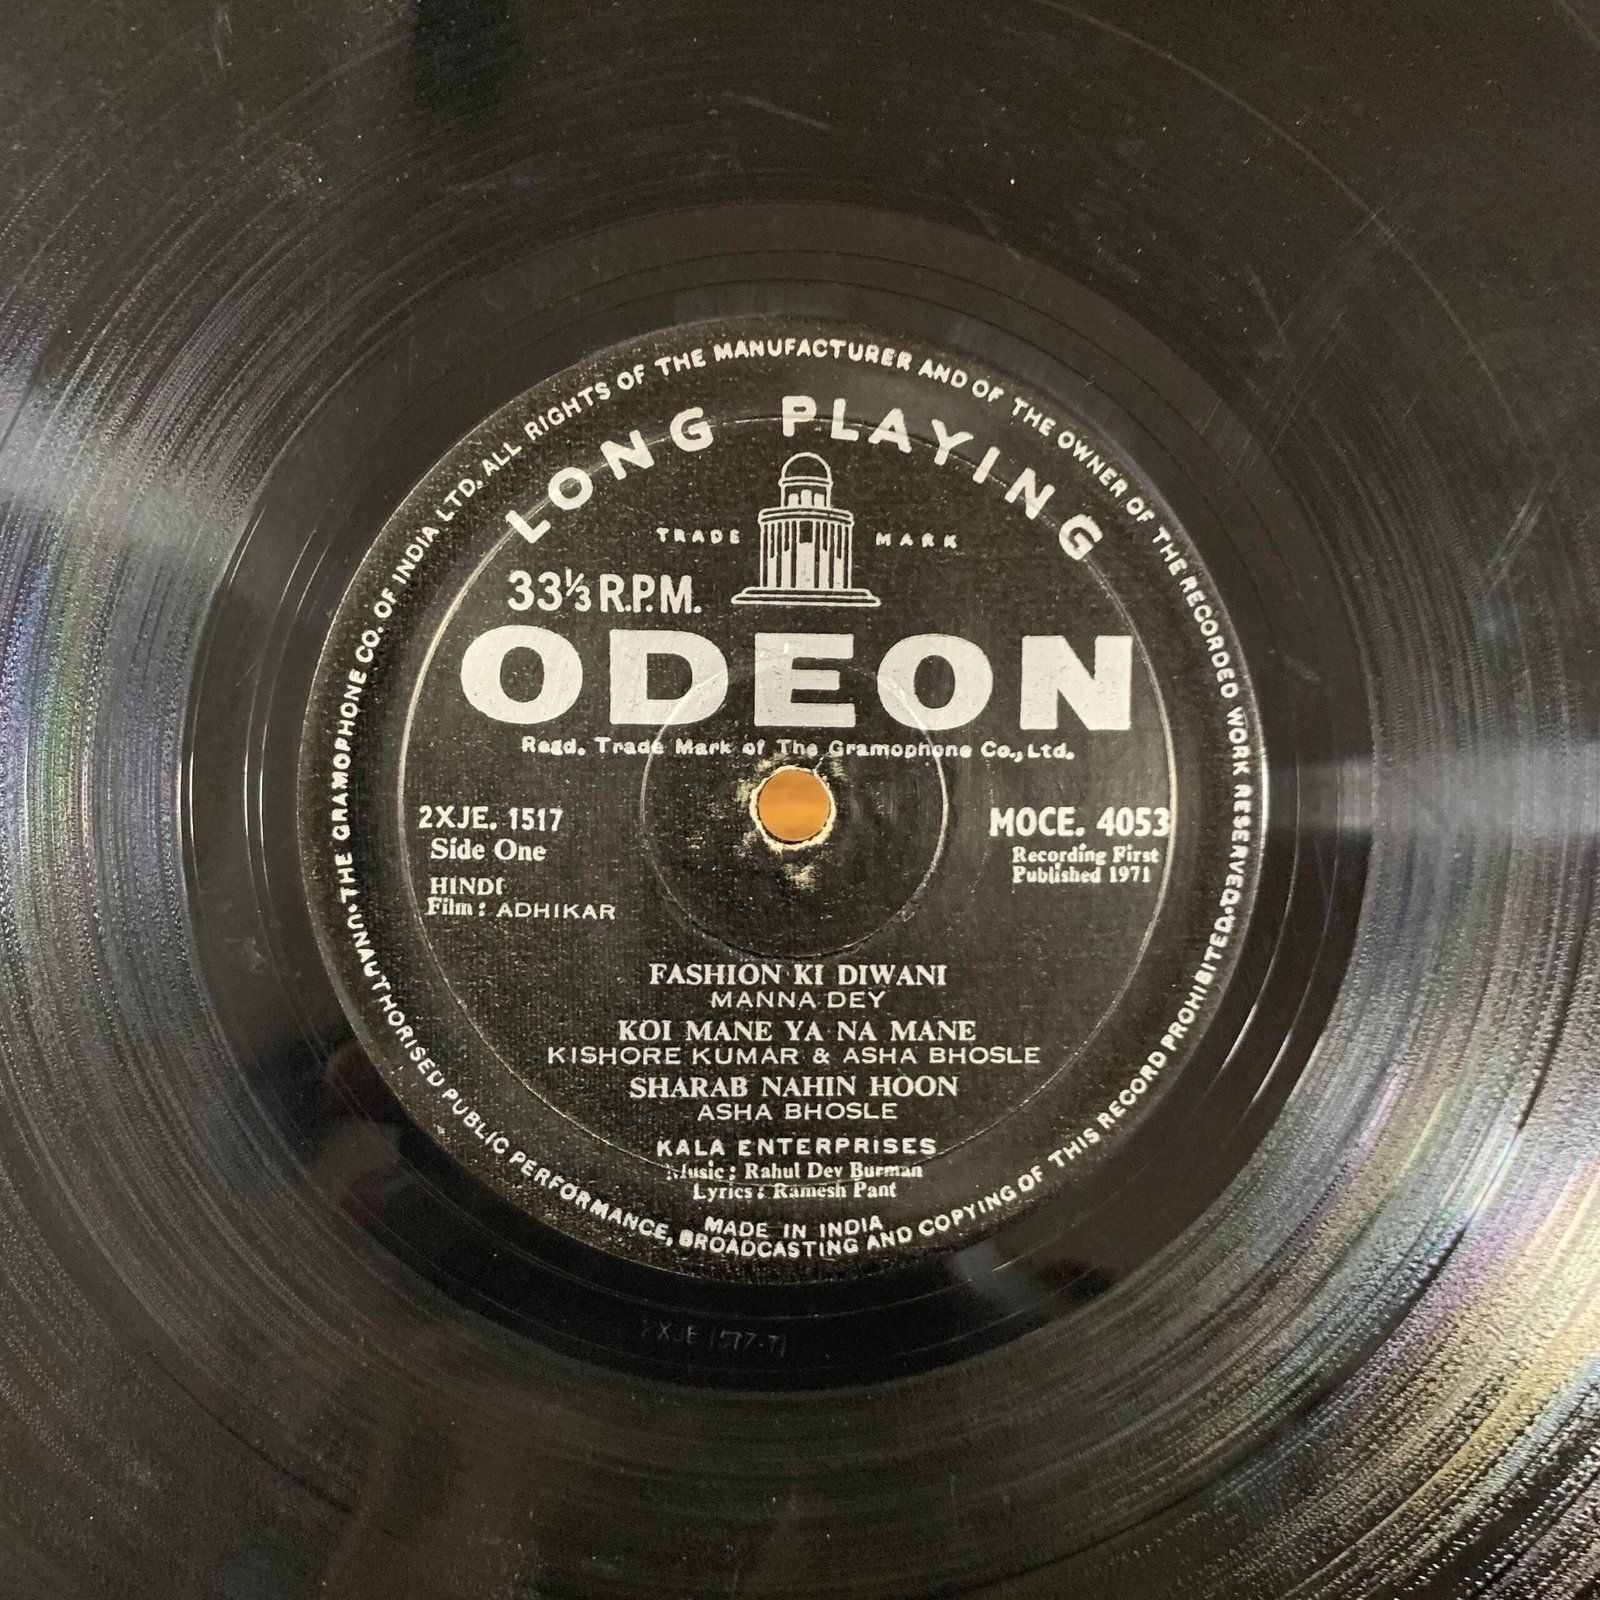 THE GRAMOPHONE CO. OF INDIA LTD. ALL RIGHTS OF THE MANUFACTURER AND OF THE OWNER OF THE RECORDED WORK RESERVED.
UNAUTHORISED PUBLIC PERFORMANCE, BROADCASTING AND COPYING OF THIS RECORD PROHIBITED.
LONG PLAYING
TRADE MARK
33⅓ R.P.M.
ODEON
Regd. Trade Mark of The Gramophone Co., Ltd.
2XJE. 1517
Side One
MOCE. 4053
Recording First
Published 1971
HINDI
Film : ADHIKAR
FASHION KI DIWANI
MANNA DEY
KOI MANE YA NA MANE
KISHORE KUMAR & ASHA BHOSLE
SHARAB NAHIN HOON
ASHA BHOSLE
KALA ENTERPRISES
Music : Rahul Dev Burman
Lyrics : Ramesh Pant
MADE IN INDIA
2XJE 1517-T1